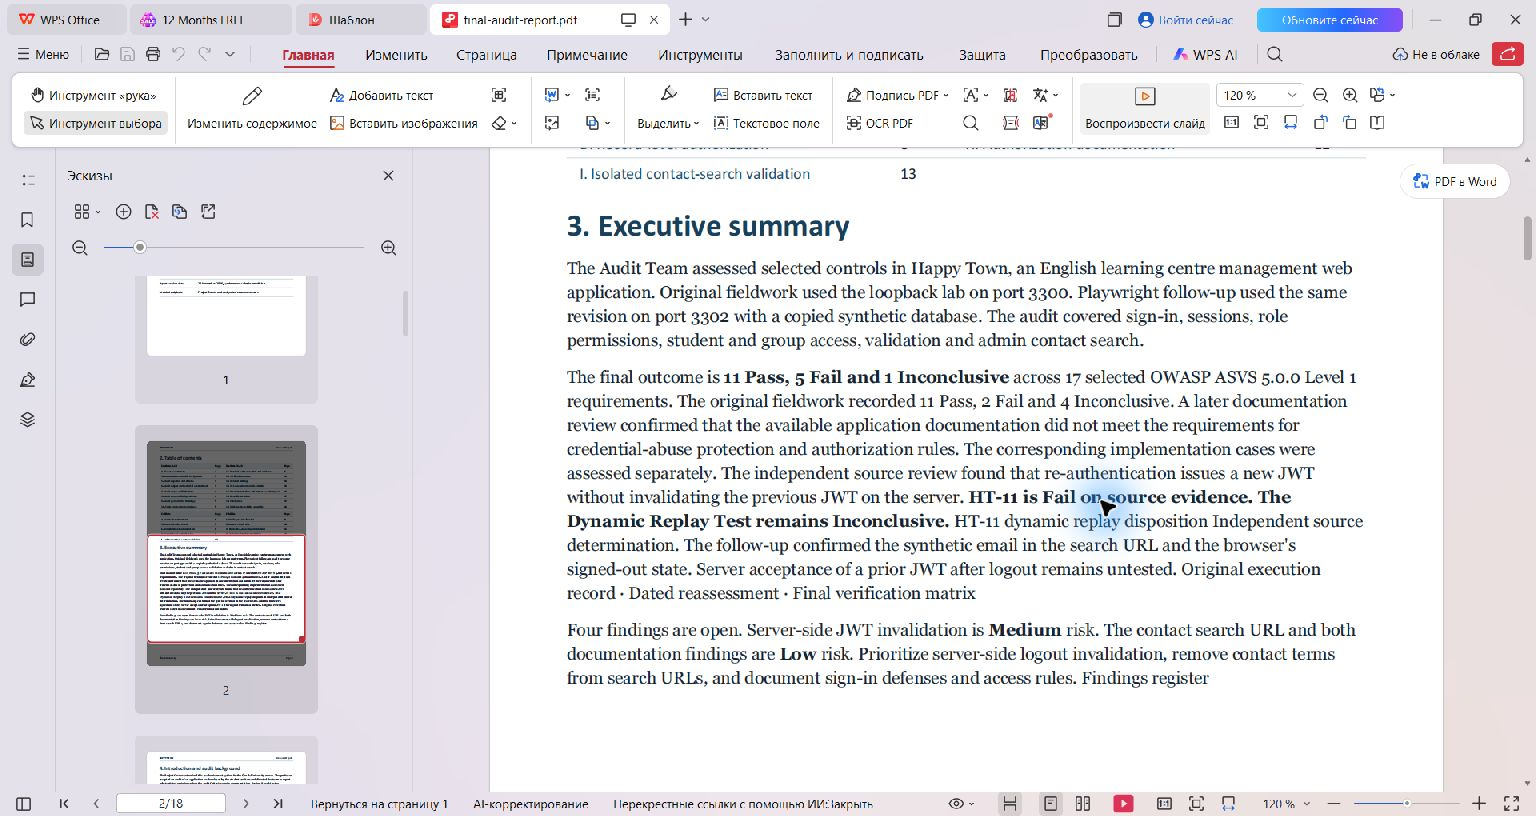 WPS Office
12 Months FREE
Шаблон
final-audit-report.pdf
Войти сейчас
Обновите сейчас
Меню
Главная
Изменить
Страница
Примечание
Инструменты
Заполнить и подписать
Защита
Преобразовать
WPS AI
Не в облаке
Инструмент «рука»
Инструмент выбора
Изменить содержимое
Добавить текст
Вставить изображения
Выделить
Вставить текст
Текстовое поле
Подпись PDF
OCR PDF
Воспроизвести слайд
120 %
PDF в Word
Эскизы
1
2
I. Isolated contact-search validation 13
3. Executive summary
The Audit Team assessed selected controls in Happy Town, an English learning centre management web
application. Original fieldwork used the loopback lab on port 3300. Playwright follow-up used the same
revision on port 3302 with a copied synthetic database. The audit covered sign-in, sessions, role
permissions, student and group access, validation and admin contact search.
The final outcome is 11 Pass, 5 Fail and 1 Inconclusive across 17 selected OWASP ASVS 5.0.0 Level 1
requirements. The original fieldwork recorded 11 Pass, 2 Fail and 4 Inconclusive. A later documentation
review confirmed that the available application documentation did not meet the requirements for
credential-abuse protection and authorization rules. The corresponding implementation cases were
assessed separately. The independent source review found that re-authentication issues a new JWT
without invalidating the previous JWT on the server. HT-11 is Fail on source evidence. The
Dynamic Replay Test remains Inconclusive. HT-11 dynamic replay disposition Independent source
determination. The follow-up confirmed the synthetic email in the search URL and the browser's
signed-out state. Server acceptance of a prior JWT after logout remains untested. Original execution
record · Dated reassessment · Final verification matrix
Four findings are open. Server-side JWT invalidation is Medium risk. The contact search URL and both
documentation findings are Low risk. Prioritize server-side logout invalidation, remove contact terms
from search URLs, and document sign-in defenses and access rules. Findings register
2/18
Вернуться на страницу 1
AI-корректирование
Перекрестные ссылки с помощью ИИ:
Закрыть
120 %